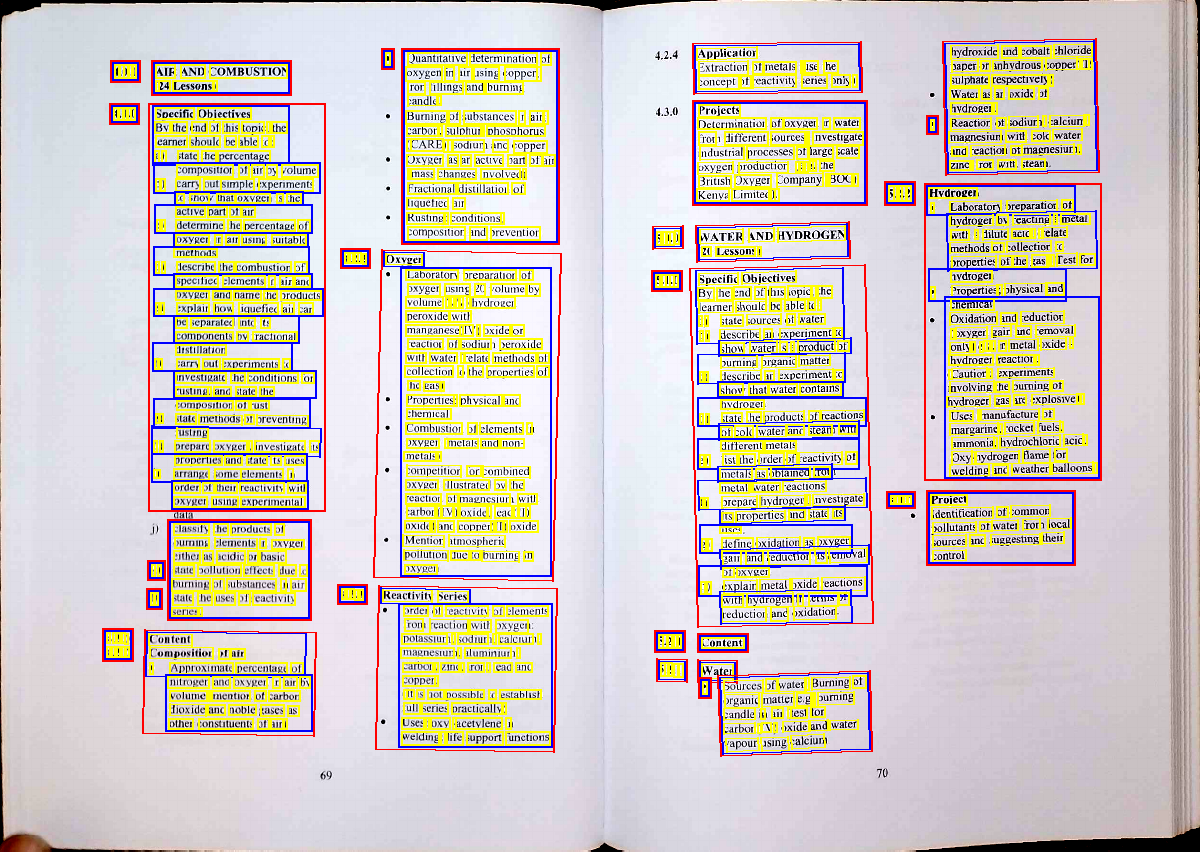 AIR AND COMBUSTION
24 Lessons
Specific Objectives
By the end of this topic, the
learner should be able to:
state the percentage
composition of air by volume
carry out simple experiments
to show that oxygen is the
active part of air
determine the percentage of
oxygen in air using suitable
methods
describe the combustion of
specified elements in air and
oxygen and name the products
explain how liquefied air can
be separated into its
components by fractional
distillation
carry out experiments to
investigate the conditions for
rusting, and state the
composition of rust
state methods of preventing
rusting
prepare oxygen, investigate its
properties and state its uses
arrange some elements in
order of their reactivity with
oxygen using experimental
data
j) classify the products of
burning elements in oxygen
either as acidic or basic
state pollution effects due to
burning of substances in air
state the uses of reactivity
series.
Content
Composition of air
Approximate percentage of
nitrogen and oxygen in air by
volume mention of carbon
dioxide and noble gases as
other constituents of air)
Quantitative determination of
oxygen in air using copper,
iron fillings and burning
candle
• Burning of substances in air,
carbon, sulphur, phosphorus
(CARE) sodium and copper
• Oxygen as an active part of air
mass changes involved)
• Fractional distillation of
liquefied air
• Rusting: conditions,
composition and prevention
Oxygen
• Laboratory preparation of
oxygen using 20 volume by
volume hydrogen
peroxide with
manganese (IV) oxide or
reaction of sodium peroxide
with water (relate methods of
collection to the properties of
the gas)
• Properties: physical and
chemical
• Combustion of elements in
oxygen (metals and non-
metals)
• competition for combined
oxygen illustrated by the
reaction of magnesium with
carbon (IV) oxide, lead (II)
oxide and copper(II) oxide
• Mention atmospheric
pollution due to burning in
oxygen
Reactivity Series
• order of reactivity of elements
from reaction with oxygen:
potassium, sodium, calcium,
magnesium, aluminium,
carbon, zinc, iron, lead and
copper.
(It is not possible to establish
full series practically)
• Uses: oxy-acetylene in
welding; life support functions
69
4.2.4 Application
Extraction of metals (use the
concept of reactivity series only)
4.3.0 Projects
Determination of oxygen in water
from different sources. Investigate
industrial processes of large scale
oxygen production the
British Oxygen Company (BOC)
Kenya Limited).
WATER AND HYDROGEN
20 Lessons
Specific Objectives
By the end of this topic, the
learner should be able to
state sources of water
describe an experiment to
show water is a product of
burning organic matter
describe an experiment to
show that water contains
hydrogen
state the products of reactions
of cold water and steam with
different metals
list the order of reactivity of
metals as obtained from
metal water reactions
prepare hydrogen, investigate
its properties and state its
uses.
define oxidation as oxygen
gain and reduction as removal
of oxygen
explain metal oxide reactions
with hydrogen in terms of
reduction and oxidation.
Content
Water
Sources of water. Burning of
organic matter e.g. burning
candle in air (test for
carbon (IV) oxide and water
vapour using calcium
hydroxide and cobalt chloride
paper or anhydrous copper (II)
sulphate respectively)
• Water as an oxide of
hydrogen.
Reaction of sodium, calcium
magnesium with cold water
and reaction of magnesium,
zinc, iron with steam.
Hydrogen
Laboratory preparation of
hydrogen by reacting a metal
with a dilute acid (relate
methods of collection to
properties of the gas). Test for
hydrogen
Properties; physical and
chemical
• Oxidation and reduction
(oxygen gain and removal
only) in metal oxide -
hydrogen reaction.
(Caution: experiments
involving the burning of
hydrogen gas are explosive)
• Uses: manufacture of
margarine, rocket fuels,
ammonia, hydrochloric acid.
Oxy-hydrogen flame for
welding and weather balloons
Project
• Identification of common
pollutants of water from local
sources and suggesting their
control
70